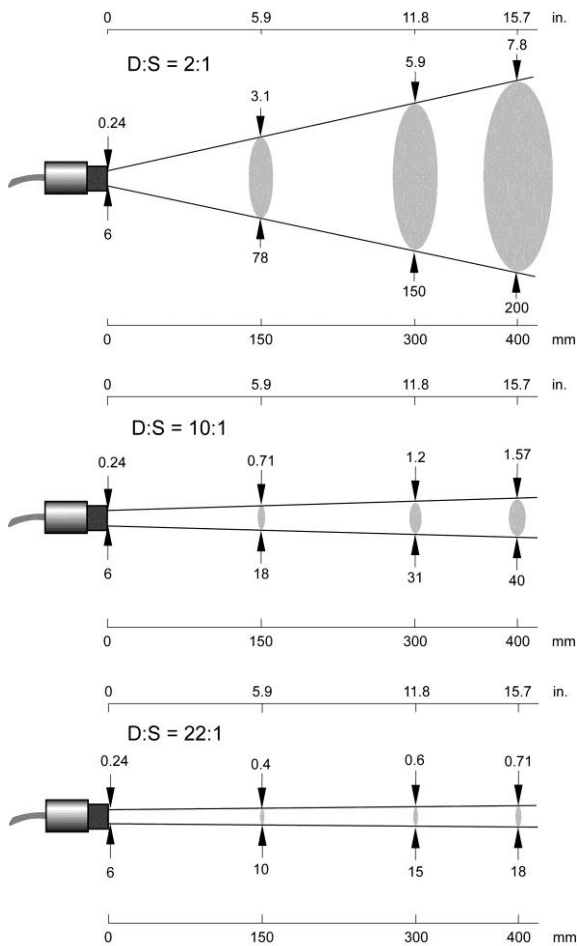 0 5.9 11.8 15.7 in.
D:S = 2:1
7.8
5.9
3.1
0.24
6
78
150
200
0 150 300 400 mm
0 5.9 11.8 15.7 in.
D:S = 10:1
0.24 0.71 1.2 1.57
6 18 31 40
0 150 300 400 mm
0 5.9 11.8 15.7 in.
D:S = 22:1
0.24 0.4 0.6 0.71
6 10 15 18
0 150 300 400 mm